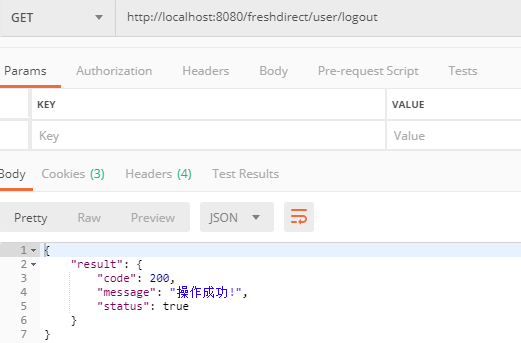 GET http://localhost:8080/freshdirect/user/logout
Params Authorization Headers Body Pre-request Script Tests
KEY VALUE
Key Value
Body Cookies (3) Headers (4) Test Results
Pretty Raw Preview JSON
1 {
2 "result": {
3 "code": 200,
4 "message": "操作成功!",
5 "status": true
6 }
7 }